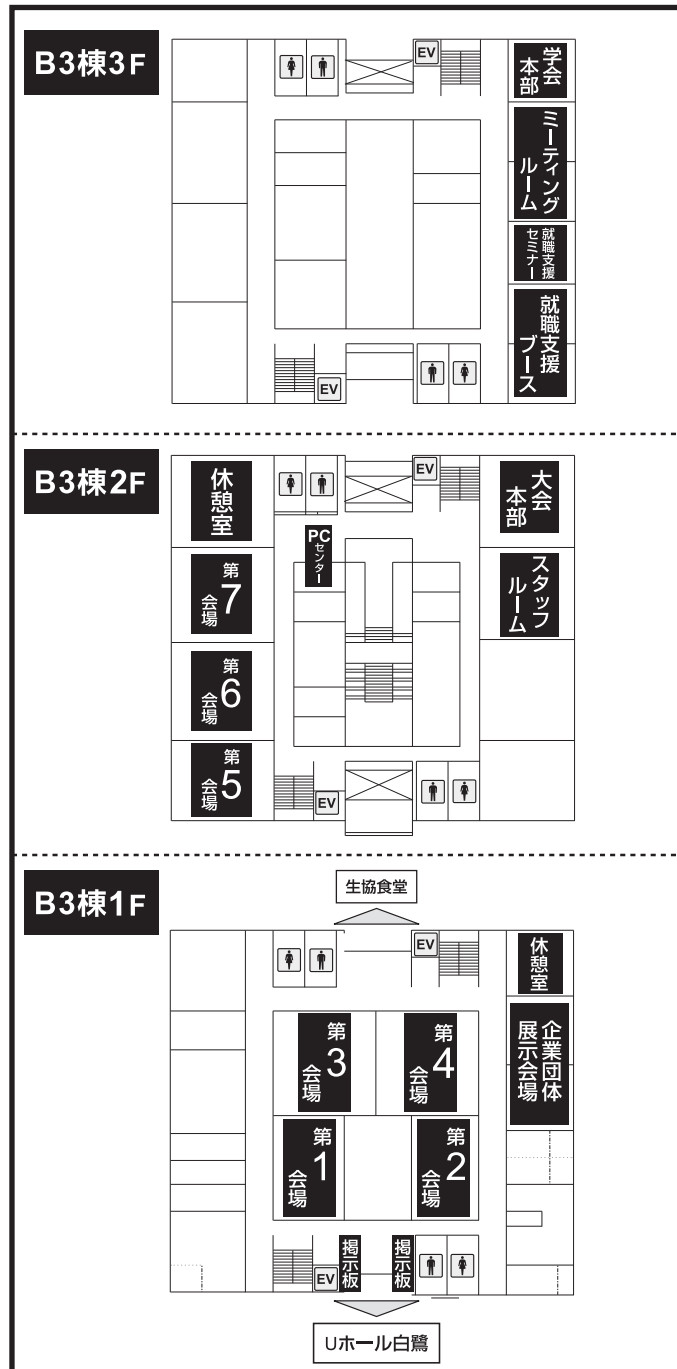 B3棟3F
EV
学会
本部
ミーティング
ルーム
就職支援
セミナー
就職支援
ブース
EV
B3棟2F
休憩室
EV
大会
本部
PC
センター
第7
会場
スタッフ
ルーム
第6
会場
第5
会場
EV
B3棟1F
生協食堂
EV
休憩室
第3
会場
第4
会場
企業団体
展示会場
第1
会場
第2
会場
掲示板
掲示板
EV
Uホール白鷺